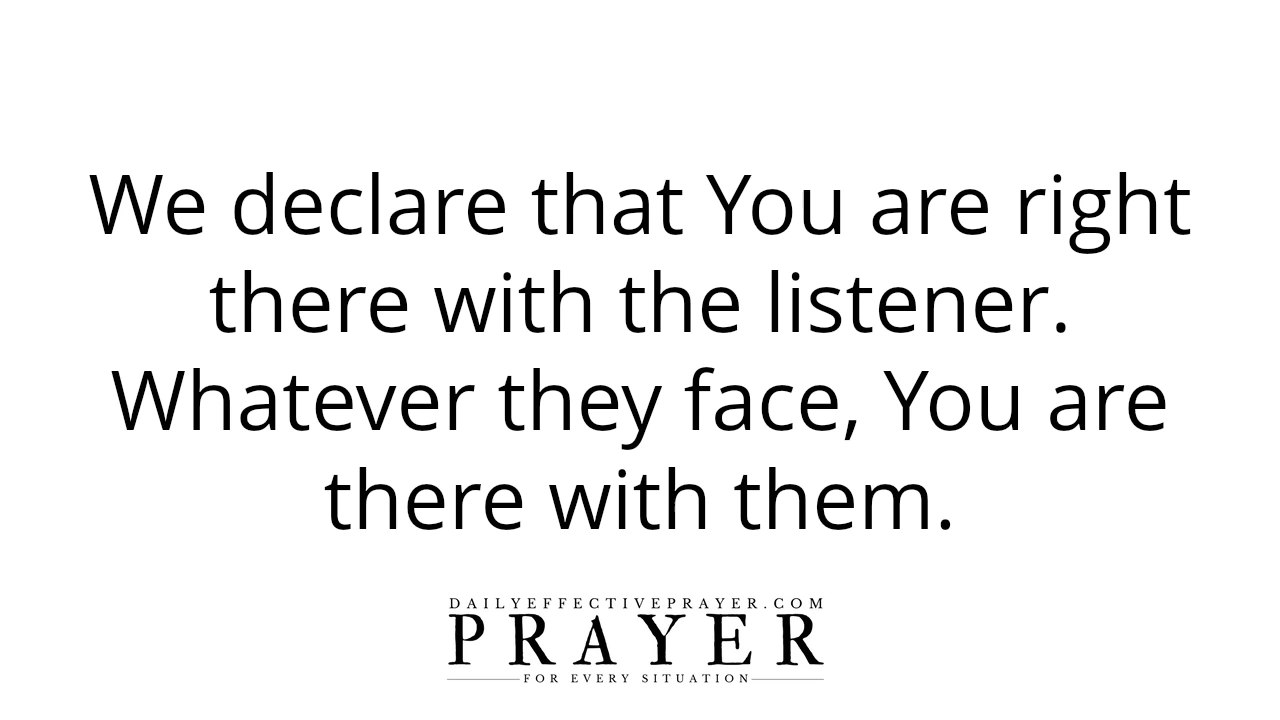 We declare that You are right
there with the listener.
Whatever they face, You are
there with them.
DAILYEFFECTIVEPRAYER.COM
PRAYER
FOR EVERY SITUATION